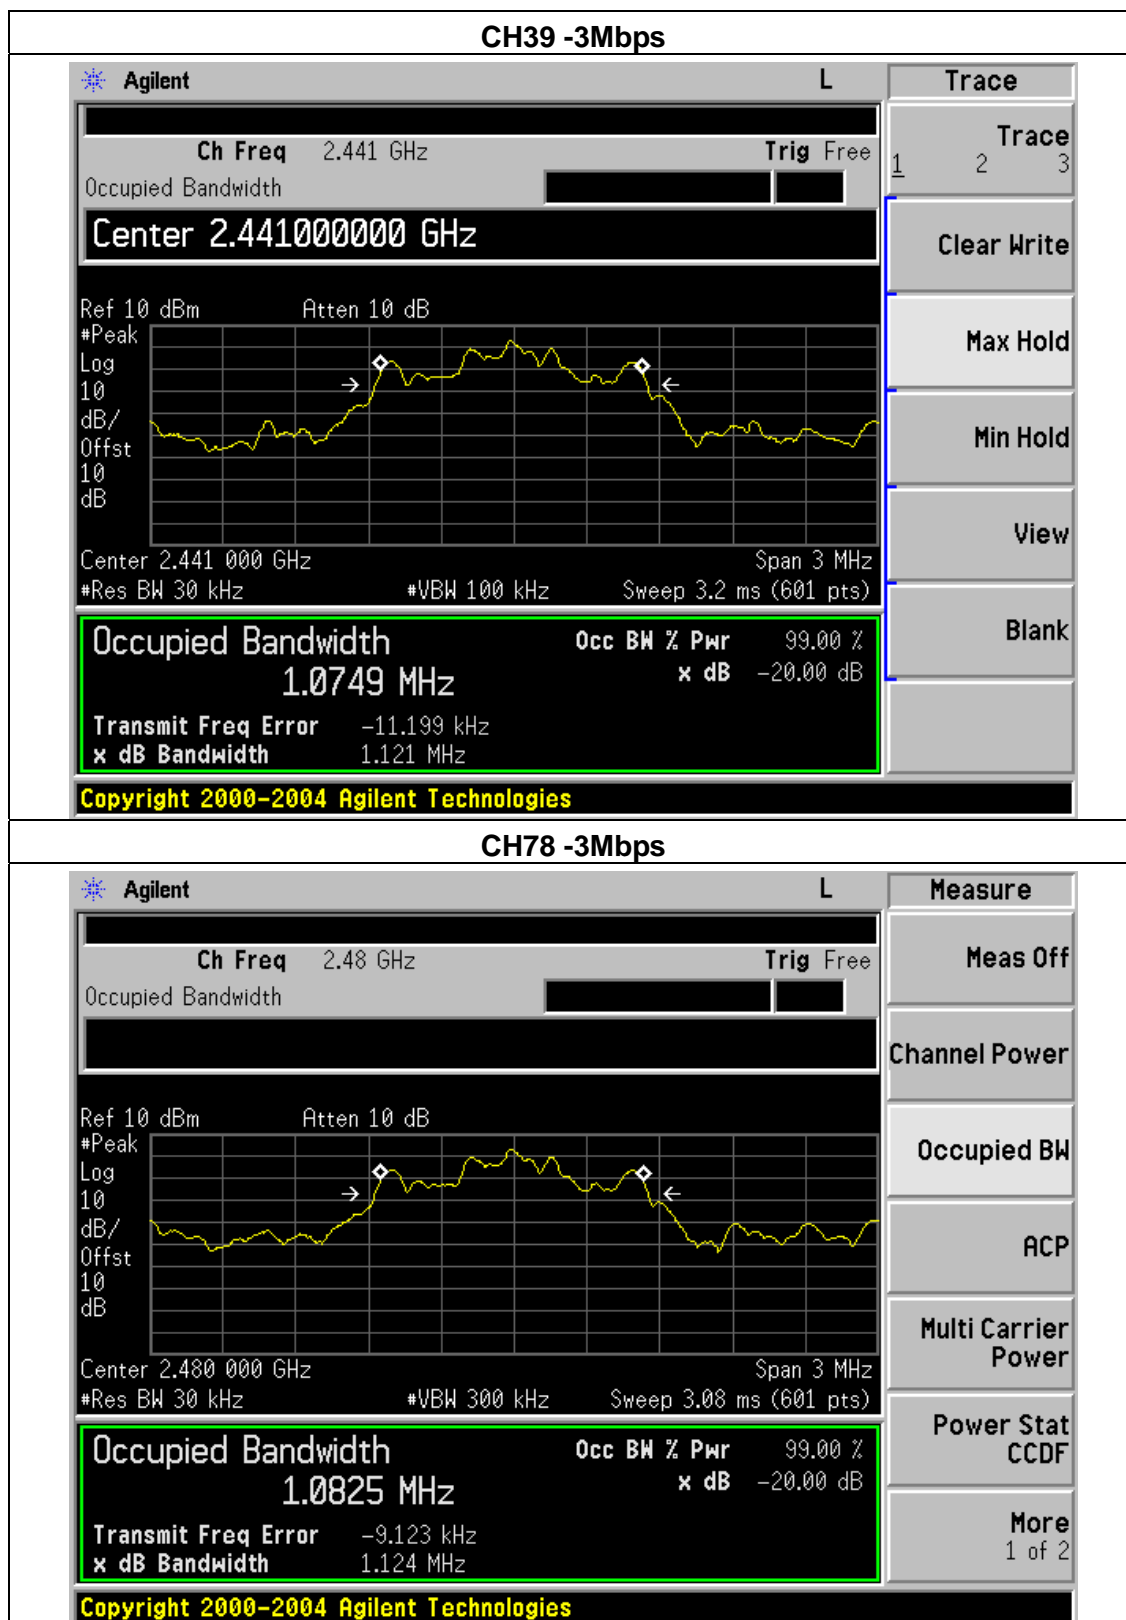 CH39 -3Mbps
Agilent L Trace
Ch Freq 2.441 GHz Trig Free
Occupied Bandwidth
Center 2.441000000 GHz
Ref 10 dBm Atten 10 dB
#Peak
Log
10
dB/
Offst
10
dB
Center 2.441 000 GHz Span 3 MHz
#Res BW 30 kHz #VBW 100 kHz Sweep 3.2 ms (601 pts)
Occupied Bandwidth Occ BW % Pwr 99.00 %
1.0749 MHz x dB -20.00 dB
Transmit Freq Error -11.199 kHz
x dB Bandwidth 1.121 MHz
Copyright 2000-2004 Agilent Technologies
Trace
1 2 3
Clear Write
Max Hold
Min Hold
View
Blank
CH78 -3Mbps
Agilent L Measure
Ch Freq 2.48 GHz Trig Free
Occupied Bandwidth
Ref 10 dBm Atten 10 dB
#Peak
Log
10
dB/
Offst
10
dB
Center 2.480 000 GHz Span 3 MHz
#Res BW 30 kHz #VBW 300 kHz Sweep 3.08 ms (601 pts)
Occupied Bandwidth Occ BW % Pwr 99.00 %
1.0825 MHz x dB -20.00 dB
Transmit Freq Error -9.123 kHz
x dB Bandwidth 1.124 MHz
Copyright 2000-2004 Agilent Technologies
Meas Off
Channel Power
Occupied BW
ACP
Multi Carrier
Power
Power Stat
CCDF
More
1 of 2